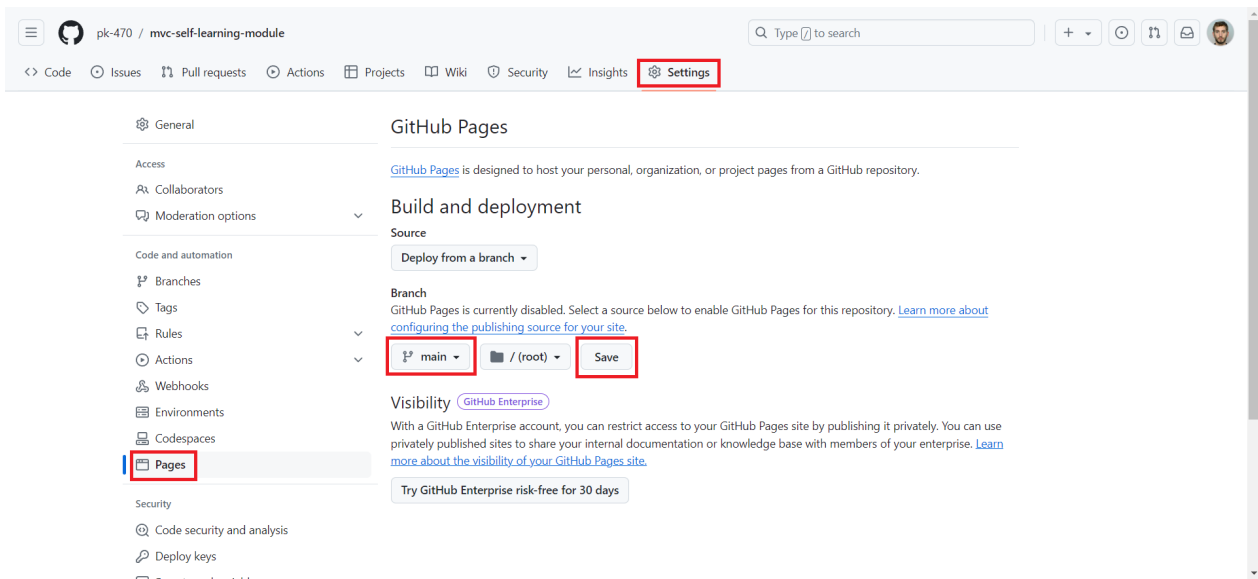 pk-470 / mvc-self-learning-module
Type / to search
Code Issues Pull requests Actions Projects Wiki Security Insights Settings
General
Access
Collaborators
Moderation options
Code and automation
Branches
Tags
Rules
Actions
Webhooks
Environments
Codespaces
Pages
Security
Code security and analysis
Deploy keys
GitHub Pages
GitHub Pages is designed to host your personal, organization, or project pages from a GitHub repository.
Build and deployment
Source
Deploy from a branch
Branch
GitHub Pages is currently disabled. Select a source below to enable GitHub Pages for this repository. Learn more about
configuring the publishing source for your site.
main / (root) Save
Visibility GitHub Enterprise
With a GitHub Enterprise account, you can restrict access to your GitHub Pages site by publishing it privately. You can use
privately published sites to share your internal documentation or knowledge base with members of your enterprise. Learn
more about the visibility of your GitHub Pages site.
Try GitHub Enterprise risk-free for 30 days